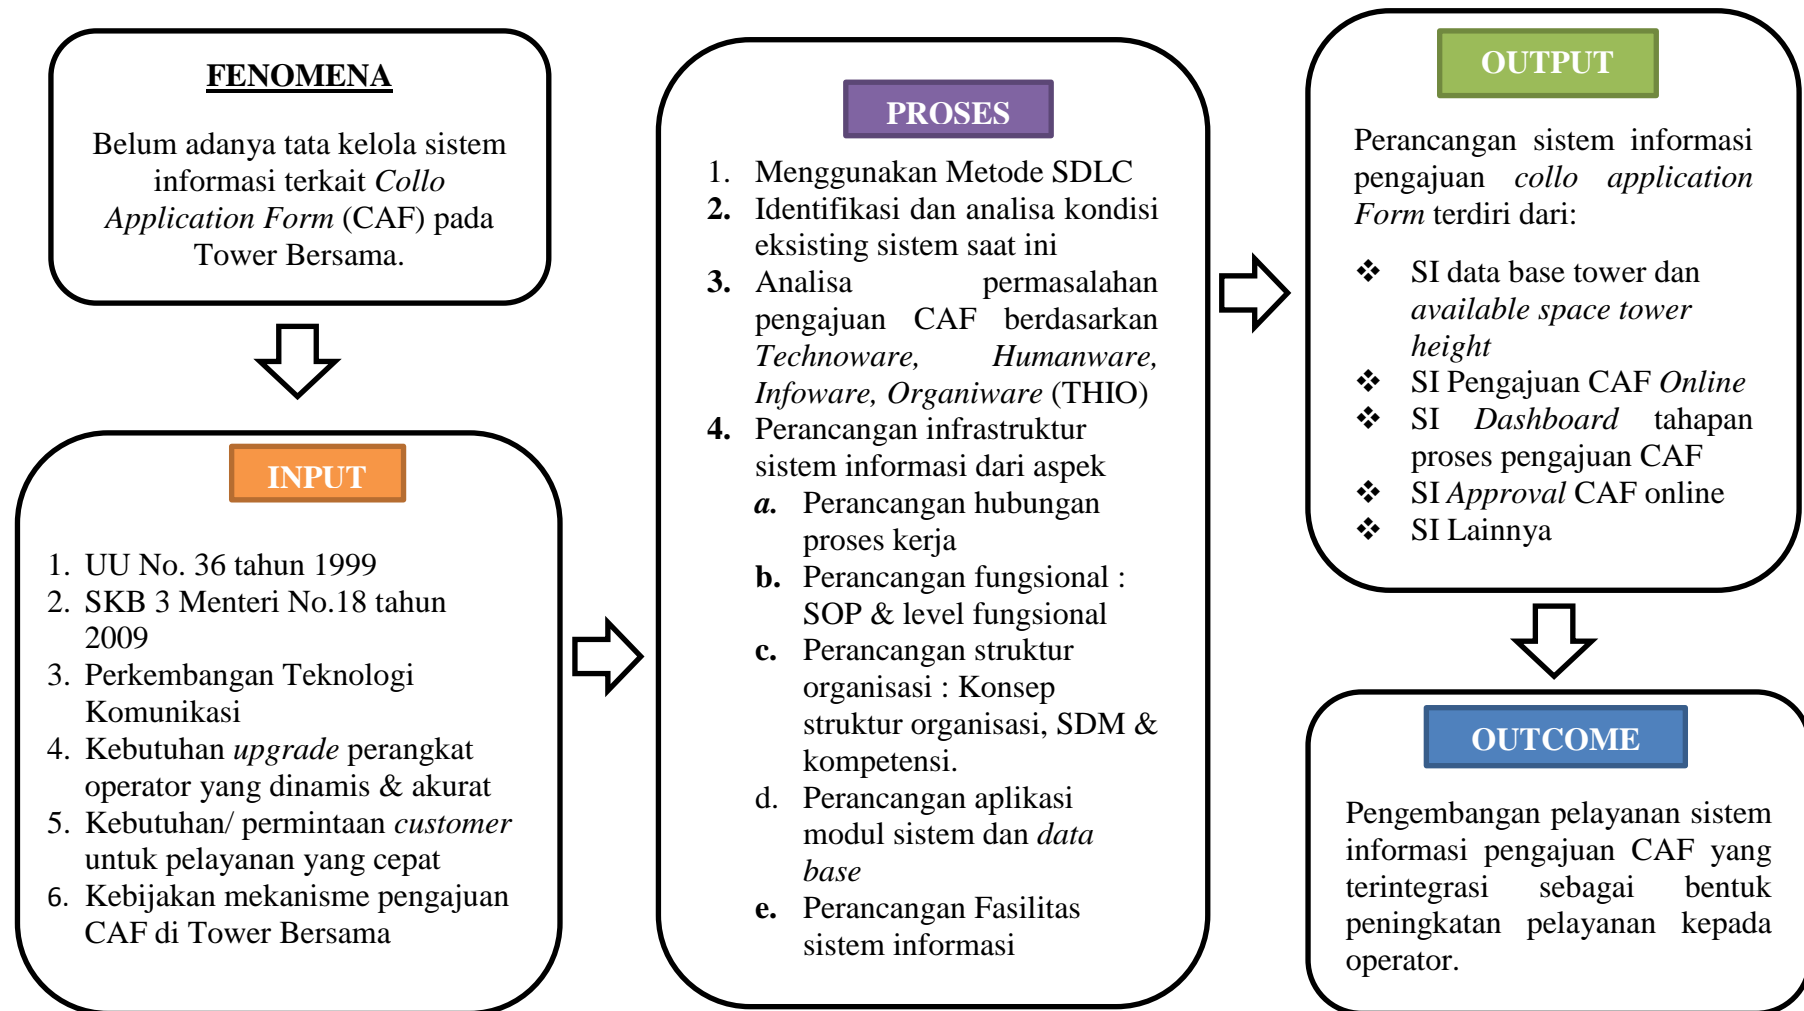 FENOMENA
Belum adanya tata kelola sistem
informasi terkait Collo
Application Form (CAF) pada
Tower Bersama.
INPUT
1. UU No. 36 tahun 1999
2. SKB 3 Menteri No.18 tahun
2009
3. Perkembangan Teknologi
Komunikasi
4. Kebutuhan upgrade perangkat
operator yang dinamis & akurat
5. Kebutuhan/ permintaan customer
untuk pelayanan yang cepat
6. Kebijakan mekanisme pengajuan
CAF di Tower Bersama
PROSES
1. Menggunakan Metode SDLC
2. Identifikasi dan analisa kondisi
eksisting sistem saat ini
3. Analisa permasalahan
pengajuan CAF berdasarkan
Technoware, Humanware,
Infoware, Organiware (THIO)
4. Perancangan infrastruktur
sistem informasi dari aspek
a. Perancangan hubungan
proses kerja
b. Perancangan fungsional :
SOP & level fungsional
c. Perancangan struktur
organisasi : Konsep
struktur organisasi, SDM &
kompetensi.
d. Perancangan aplikasi
modul sistem dan data
base
e. Perancangan Fasilitas
sistem informasi
OUTPUT
Perancangan sistem informasi
pengajuan collo application
Form terdiri dari:
❖ SI data base tower dan
available space tower
height
❖ SI Pengajuan CAF Online
❖ SI Dashboard tahapan
proses pengajuan CAF
❖ SI Approval CAF online
❖ SI Lainnya
OUTCOME
Pengembangan pelayanan sistem
informasi pengajuan CAF yang
terintegrasi sebagai bentuk
peningkatan pelayanan kepada
operator.